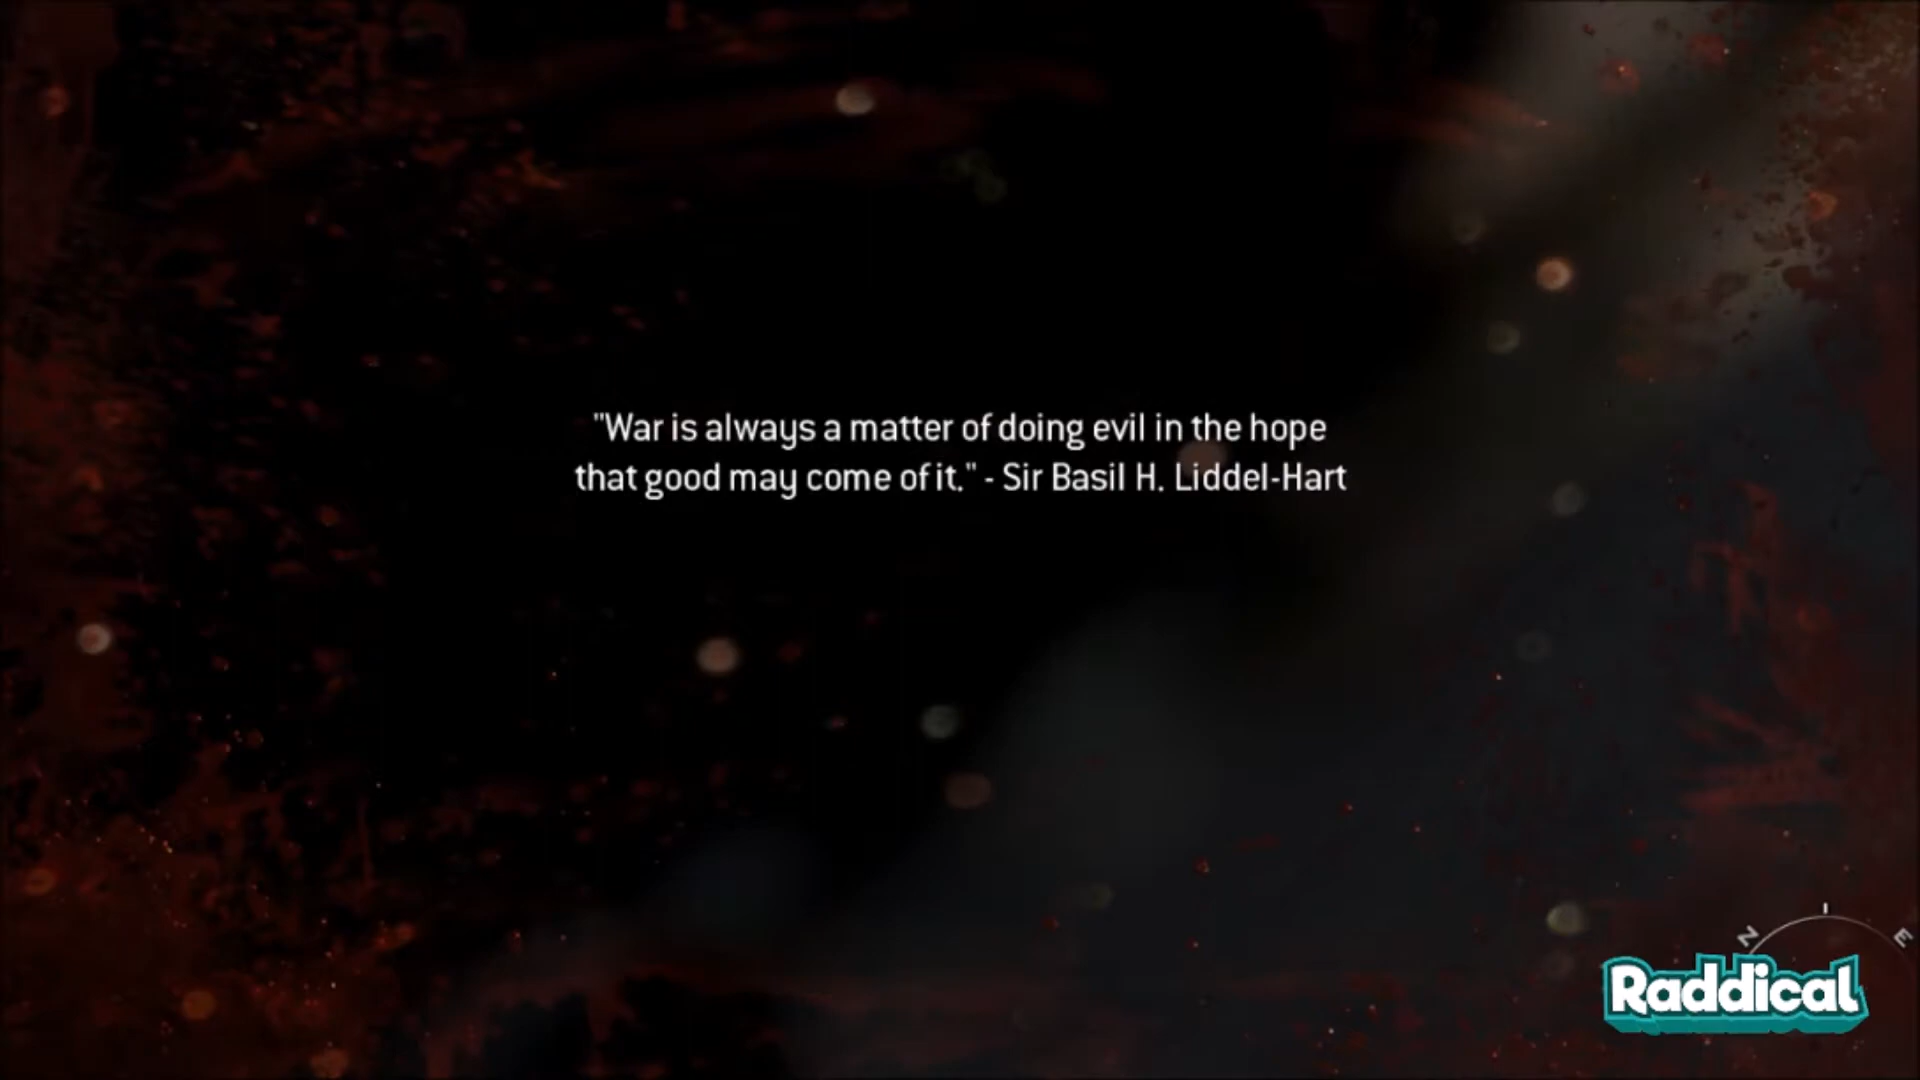 "War is always a matter of doing evil in the hope
that good may come of it." - Sir Basil H. Liddel-Hart
N
E
Raddical